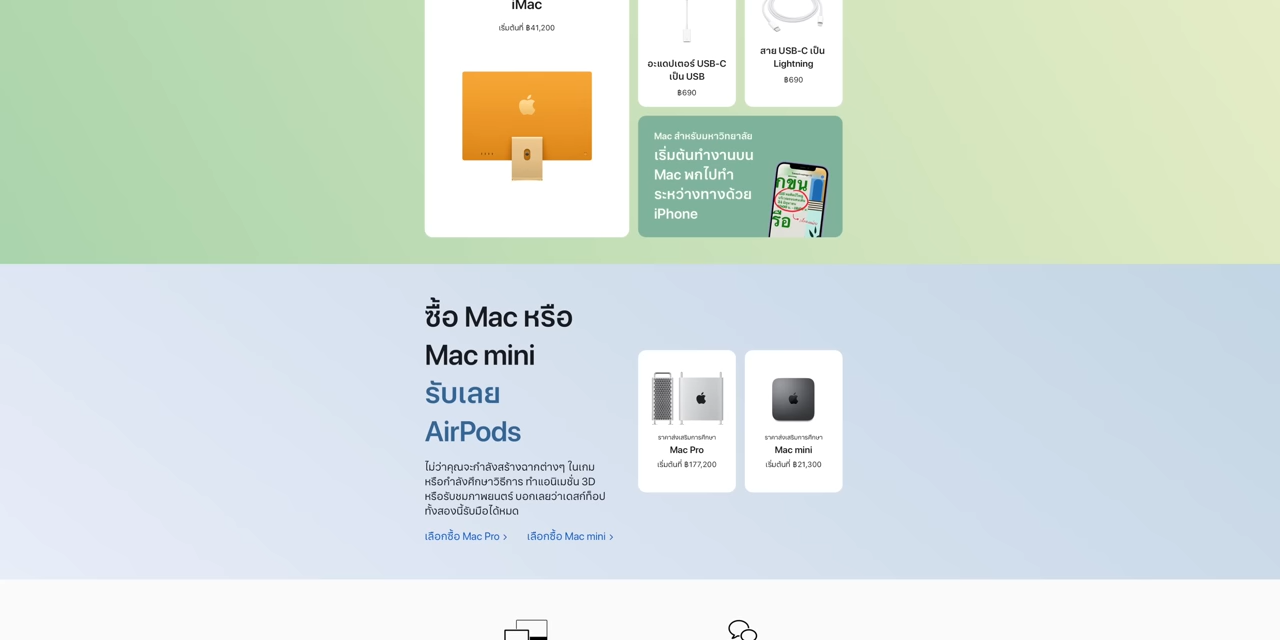 iMac
เริ่มต้นที่ ฿41,200
อะแดปเตอร์ USB-C
เป็น USB
฿690
สาย USB-C เป็น
Lightning
฿690
Mac สำหรับมหาวิทยาลัย
เริ่มต้นทำงานบน
Mac พกไปทำ
ระหว่างทางด้วย
iPhone
กขน
รือ
ซื้อ Mac หรือ
Mac mini
รับเลย
AirPods
ไม่ว่าคุณจะกำลังสร้างฉากต่างๆ ในเกม
หรือกำลังศึกษาวิธีการ ทำแอนิเมชั่น 3D
หรือรับชมภาพยนตร์ บอกเลยว่าเดสก์ท็อป
ทั้งสองนี้รับมือได้หมด
เลือกซื้อ Mac Pro
เลือกซื้อ Mac mini
ราคาส่งเสริมการศึกษา
Mac Pro
เริ่มต้นที่ ฿177,200
ราคาส่งเสริมการศึกษา
Mac mini
เริ่มต้นที่ ฿21,300